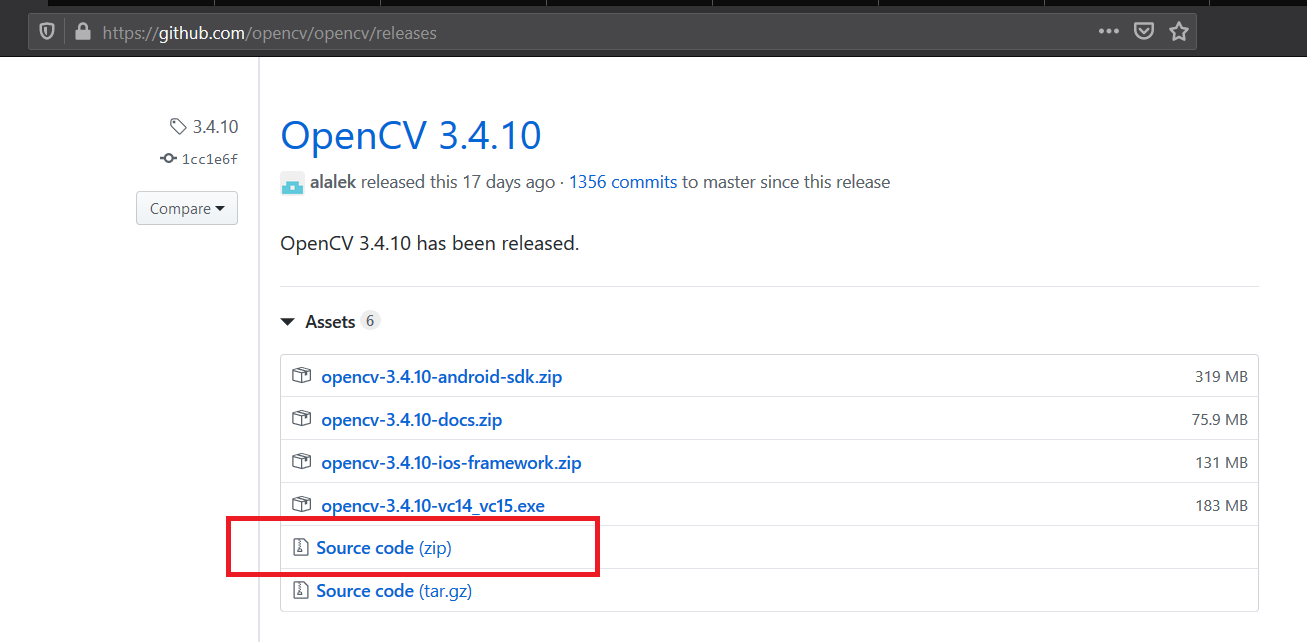 https://github.com/opencv/opencv/releases
3.4.10
1cc1e6f
Compare
OpenCV 3.4.10
alalek released this 17 days ago · 1356 commits to master since this release
OpenCV 3.4.10 has been released.
Assets 6
opencv-3.4.10-android-sdk.zip 319 MB
opencv-3.4.10-docs.zip 75.9 MB
opencv-3.4.10-ios-framework.zip 131 MB
opencv-3.4.10-vc14_vc15.exe 183 MB
Source code (zip)
Source code (tar.gz)